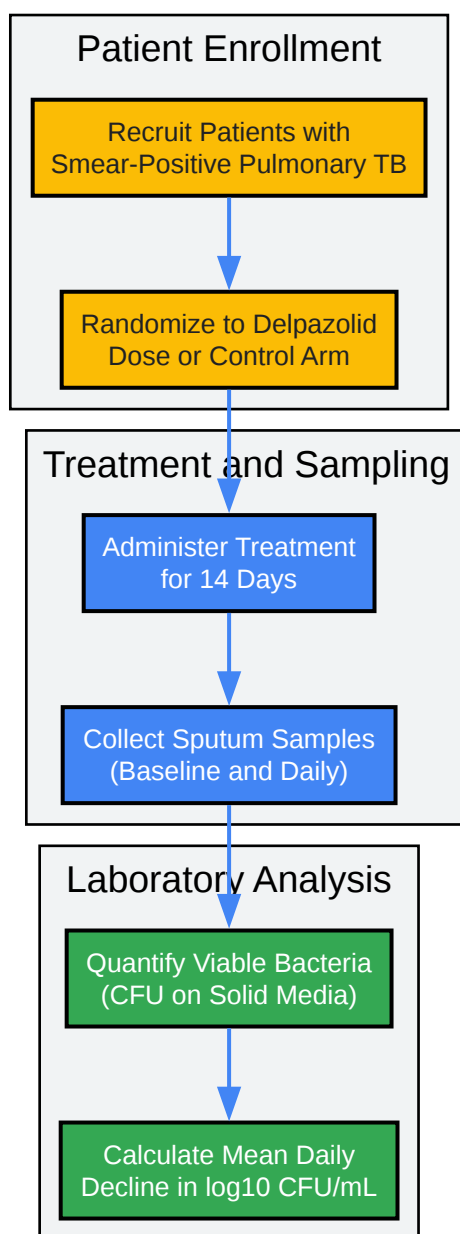 Patient Enrollment
Recruit Patients with
Smear-Positive Pulmonary TB
Randomize to Delpazolid
Dose or Control Arm
Treatment and Sampling
Administer Treatment
for 14 Days
Collect Sputum Samples
(Baseline and Daily)
Laboratory Analysis
Quantify Viable Bacteria
(CFU on Solid Media)
Calculate Mean Daily
Decline in log10 CFU/mL